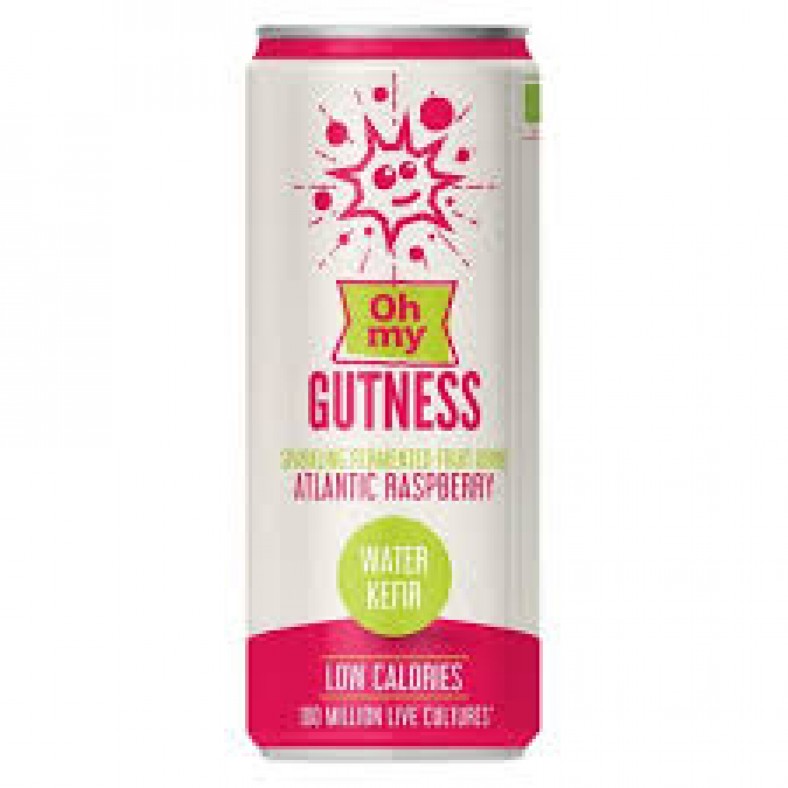 Oh
my
GUTNESS
SPARKLING FERMENTED FRUIT DRINK
ATLANTIC RASPBERRY
WATER
KEFIR
LOW CALORIES
100 MILLION LIVE CULTURES*